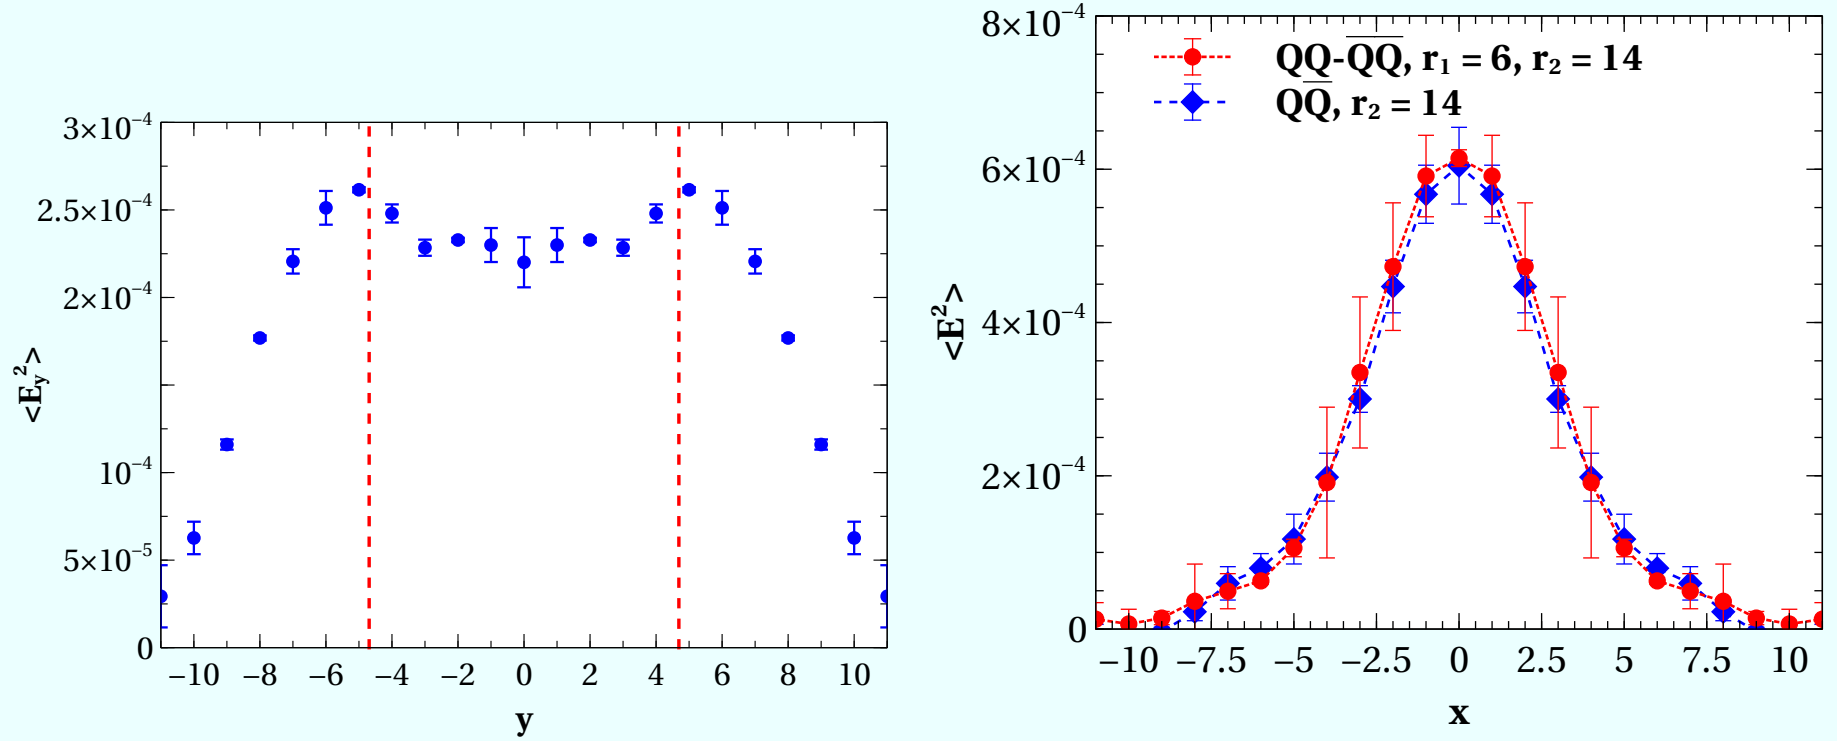 3×10⁻⁴
2,5×10⁻⁴
2×10⁻⁴
10⁻⁴
5×10⁻⁵
0
<E_y²>
−10 −8 −6 −4 −2 0 2 4 6 8 10
y
8×10⁻⁴
6×10⁻⁴
4×10⁻⁴
2×10⁻⁴
0
<E²>
QQ-Q̅Q̅, r₁ = 6, r₂ = 14
QQ̅, r₂ = 14
−10 −7.5 −5 −2.5 0 2.5 5 7.5 10
x